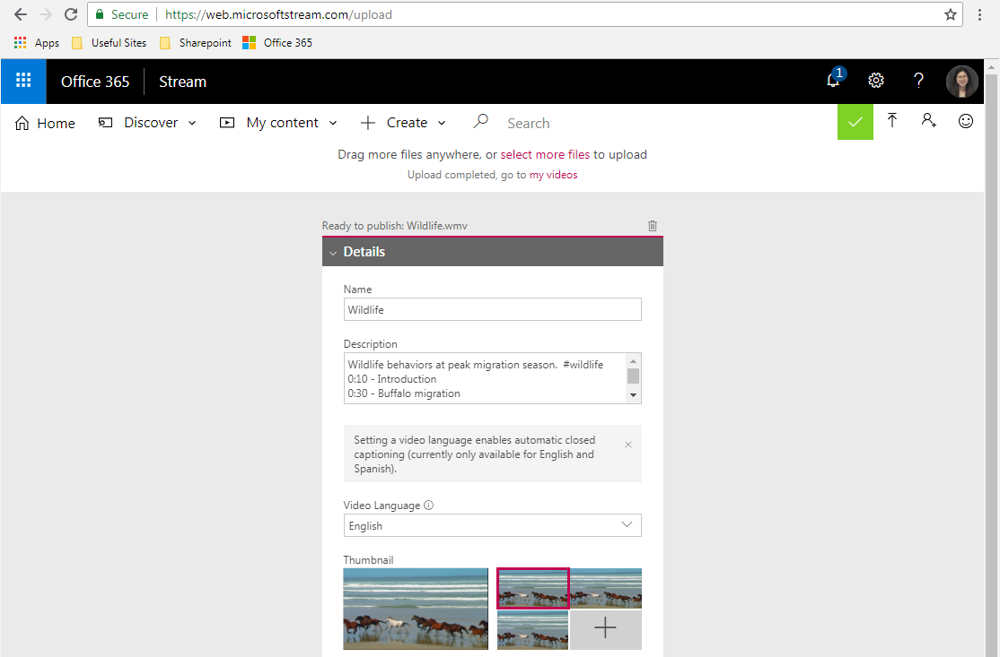 Secure https://web.microsoftstream.com/upload
Apps Useful Sites Sharepoint Office 365
Office 365 Stream 1 ?
Home Discover My content Create Search
Drag more files anywhere, or select more files to upload
Upload completed, go to my videos
Ready to publish: Wildlife.wmv
Details
Name
Wildlife
Description
Wildlife behaviors at peak migration season.  #wildlife
0:10 - Introduction
0:30 - Buffalo migration
Setting a video language enables automatic closed
captioning (currently only available for English and
Spanish).
Video Language
English
Thumbnail